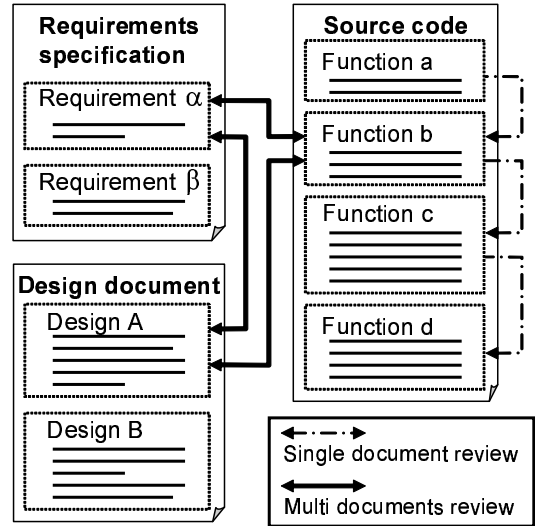 Requirements
specification
Requirement α
Requirement β
Design document
Design A
Design B
Source code
Function a
Function b
Function c
Function d
Single document review
Multi documents review